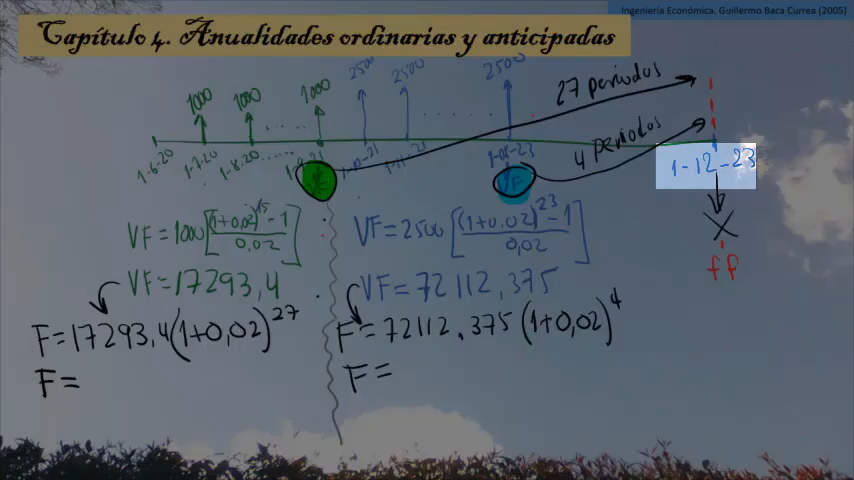 Ingeniería Económica. Guillermo Baca Currea (2005)
Capítulo 4. Anualidades ordinarias y anticipadas
1000 1000 ..... 1000 2500 2500 ...... 2500 27 periodos
4 periodos
1-6-20 1-7-20 1-8-20 ..... 1-10-21 1-11-21 ..... 1-08-23 1-12-23
VF X
ff
VF=1000[(1+0,02)^15-1 / 0,02] VF=2500[(1+0,02)^23-1 / 0,02]
VF=17293,4 VF=72112,375
F=17293,4(1+0,02)^27 F=72112.375(1+0,02)^4
F= F=